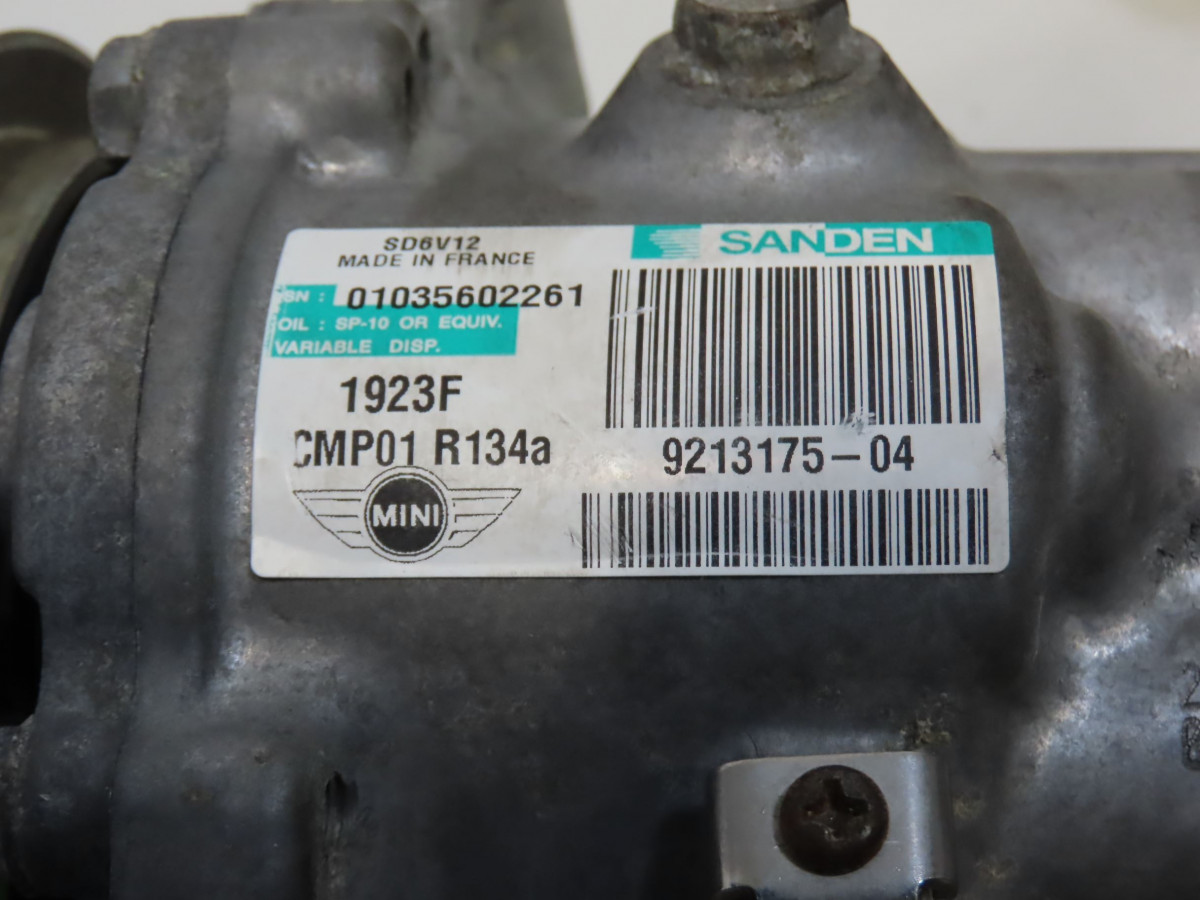 SD6V12
MADE IN FRANCE
SANDEN
SN : 01035602261
OIL : SP-10 OR EQUIV.
VARIABLE DISP.
1923F
CMP01 R134a
9213175-04
MINI